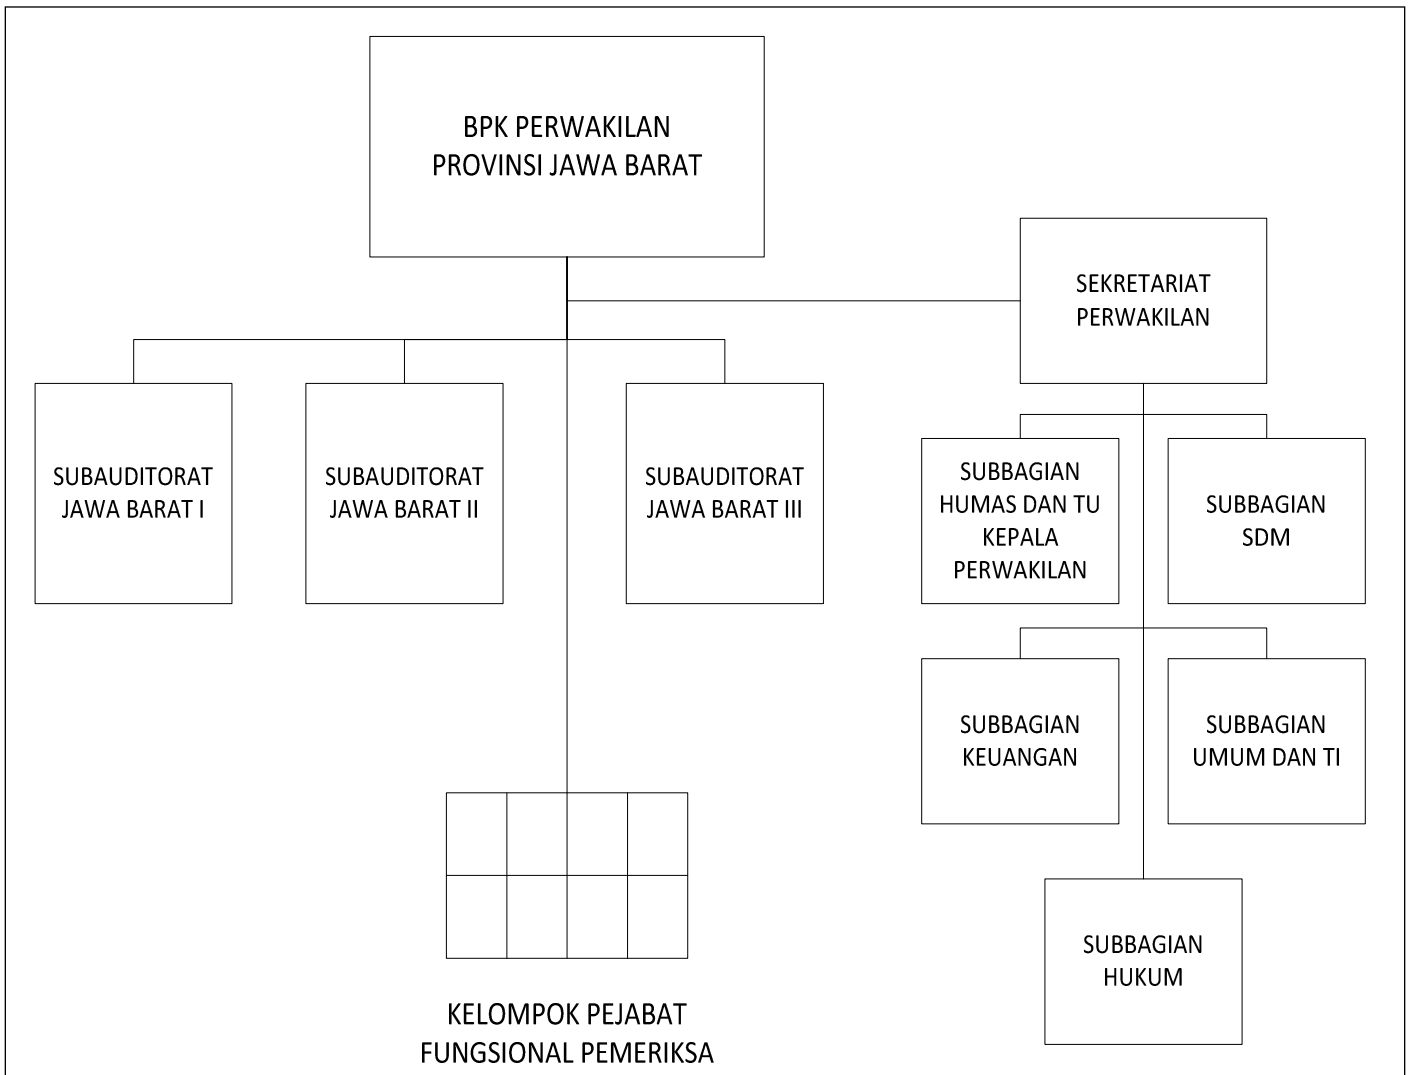 BPK PERWAKILAN
PROVINSI JAWA BARAT
SEKRETARIAT
PERWAKILAN
SUBAUDITORAT
JAWA BARAT I
SUBAUDITORAT
JAWA BARAT II
SUBAUDITORAT
JAWA BARAT III
SUBBAGIAN
HUMAS DAN TU
KEPALA
PERWAKILAN
SUBBAGIAN
SDM
SUBBAGIAN
KEUANGAN
SUBBAGIAN
UMUM DAN TI
SUBBAGIAN
HUKUM
KELOMPOK PEJABAT
FUNGSIONAL PEMERIKSA